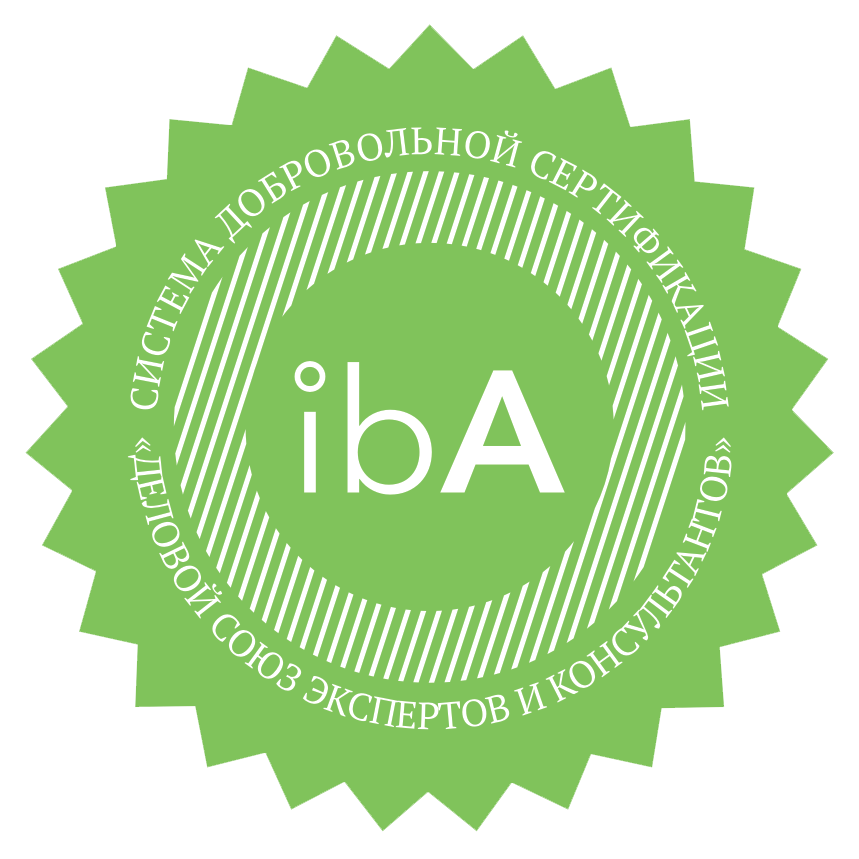 СИСТЕМА ДОБРОВОЛЬНОЙ СЕРТИФИКАЦИИ
ibA
«ДЕЛОВОЙ СОЮЗ ЭКСПЕРТОВ И КОНСУЛЬТАНТОВ»